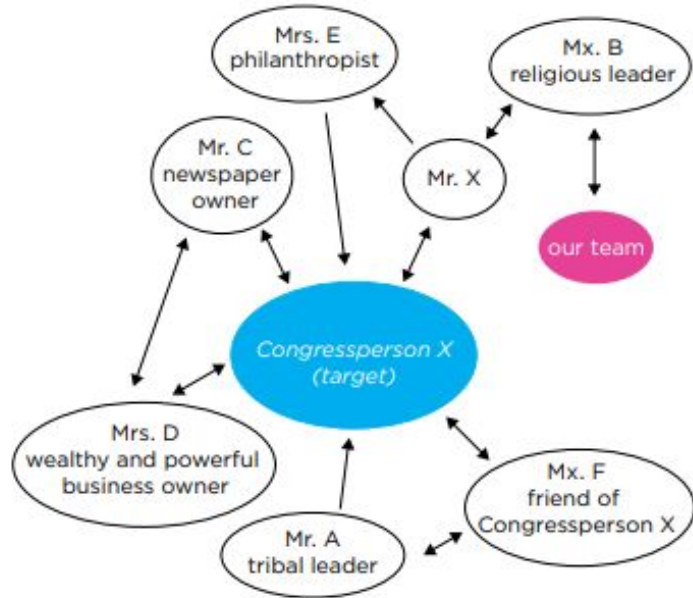 Mrs. E
philanthropist
Mx. B
religious leader
Mr. C
newspaper
owner
Mr. X
our team
Congressperson X
(target)
Mrs. D
wealthy and powerful
business owner
Mx. F
friend of
Congressperson X
Mr. A
tribal leader